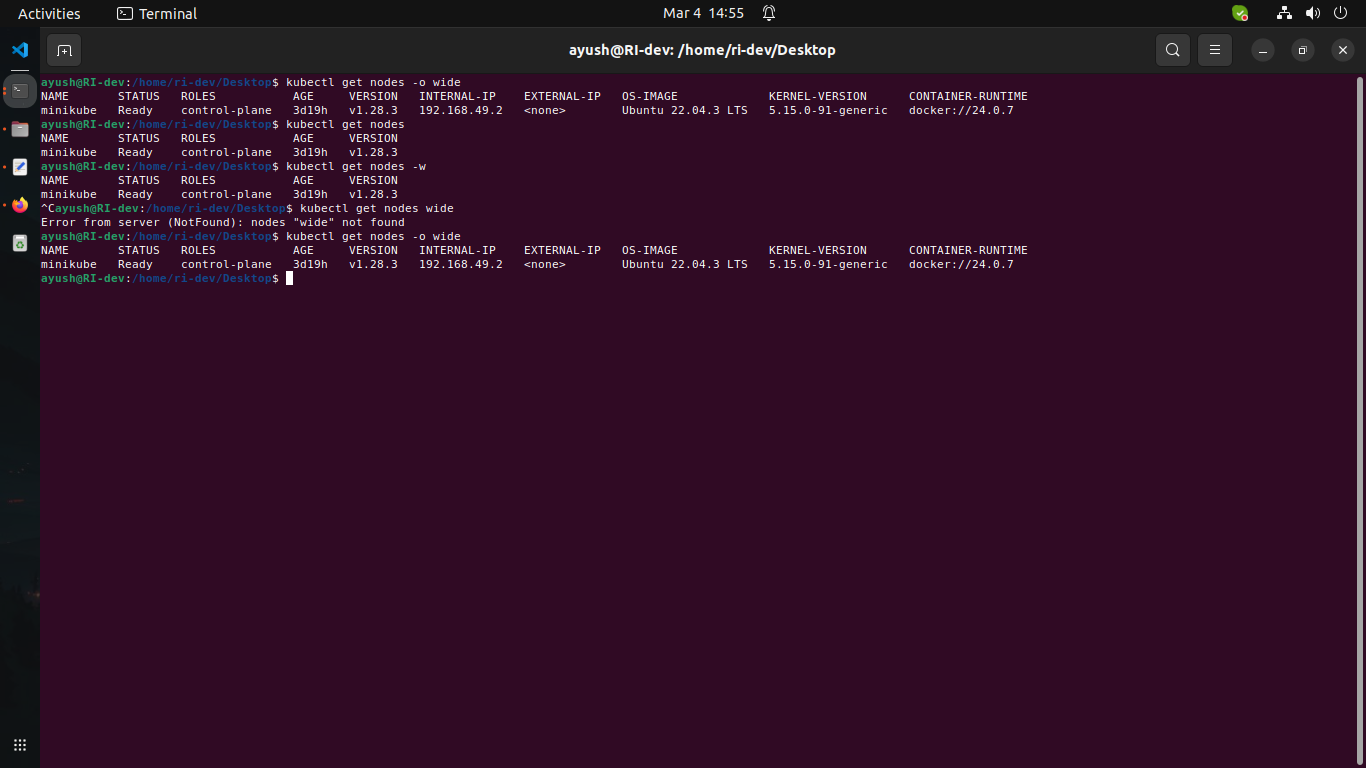 Activities Terminal Mar 4 14:55
ayush@RI-dev: /home/ri-dev/Desktop
ayush@RI-dev:/home/ri-dev/Desktop$ kubectl get nodes -o wide
NAME STATUS ROLES AGE VERSION INTERNAL-IP EXTERNAL-IP OS-IMAGE KERNEL-VERSION CONTAINER-RUNTIME
minikube Ready control-plane 3d19h v1.28.3 192.168.49.2 <none> Ubuntu 22.04.3 LTS 5.15.0-91-generic docker://24.0.7
ayush@RI-dev:/home/ri-dev/Desktop$ kubectl get nodes
NAME STATUS ROLES AGE VERSION
minikube Ready control-plane 3d19h v1.28.3
ayush@RI-dev:/home/ri-dev/Desktop$ kubectl get nodes -w
NAME STATUS ROLES AGE VERSION
minikube Ready control-plane 3d19h v1.28.3
^Cayush@RI-dev:/home/ri-dev/Desktop$ kubectl get nodes wide
Error from server (NotFound): nodes "wide" not found
ayush@RI-dev:/home/ri-dev/Desktop$ kubectl get nodes -o wide
NAME STATUS ROLES AGE VERSION INTERNAL-IP EXTERNAL-IP OS-IMAGE KERNEL-VERSION CONTAINER-RUNTIME
minikube Ready control-plane 3d19h v1.28.3 192.168.49.2 <none> Ubuntu 22.04.3 LTS 5.15.0-91-generic docker://24.0.7
ayush@RI-dev:/home/ri-dev/Desktop$